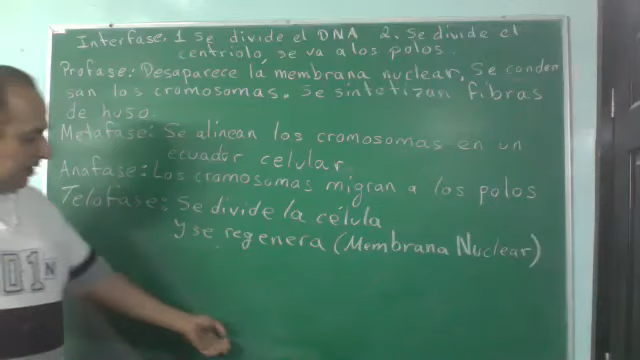 Interfase. 1 Se divide el DNA 2. Se divide el
centriolo, se va a los polos.
Profase: Desaparece la membrana nuclear. Se conden
san los cromosomas. Se sintetizan fibras
de huso
Metafase: Se alinean los cromosomas en un
ecuador celular.
Anafase: Los cromosomas migran a los polos
Telofase: Se divide la célula
y se regenera (Membrana Nuclear)
01N